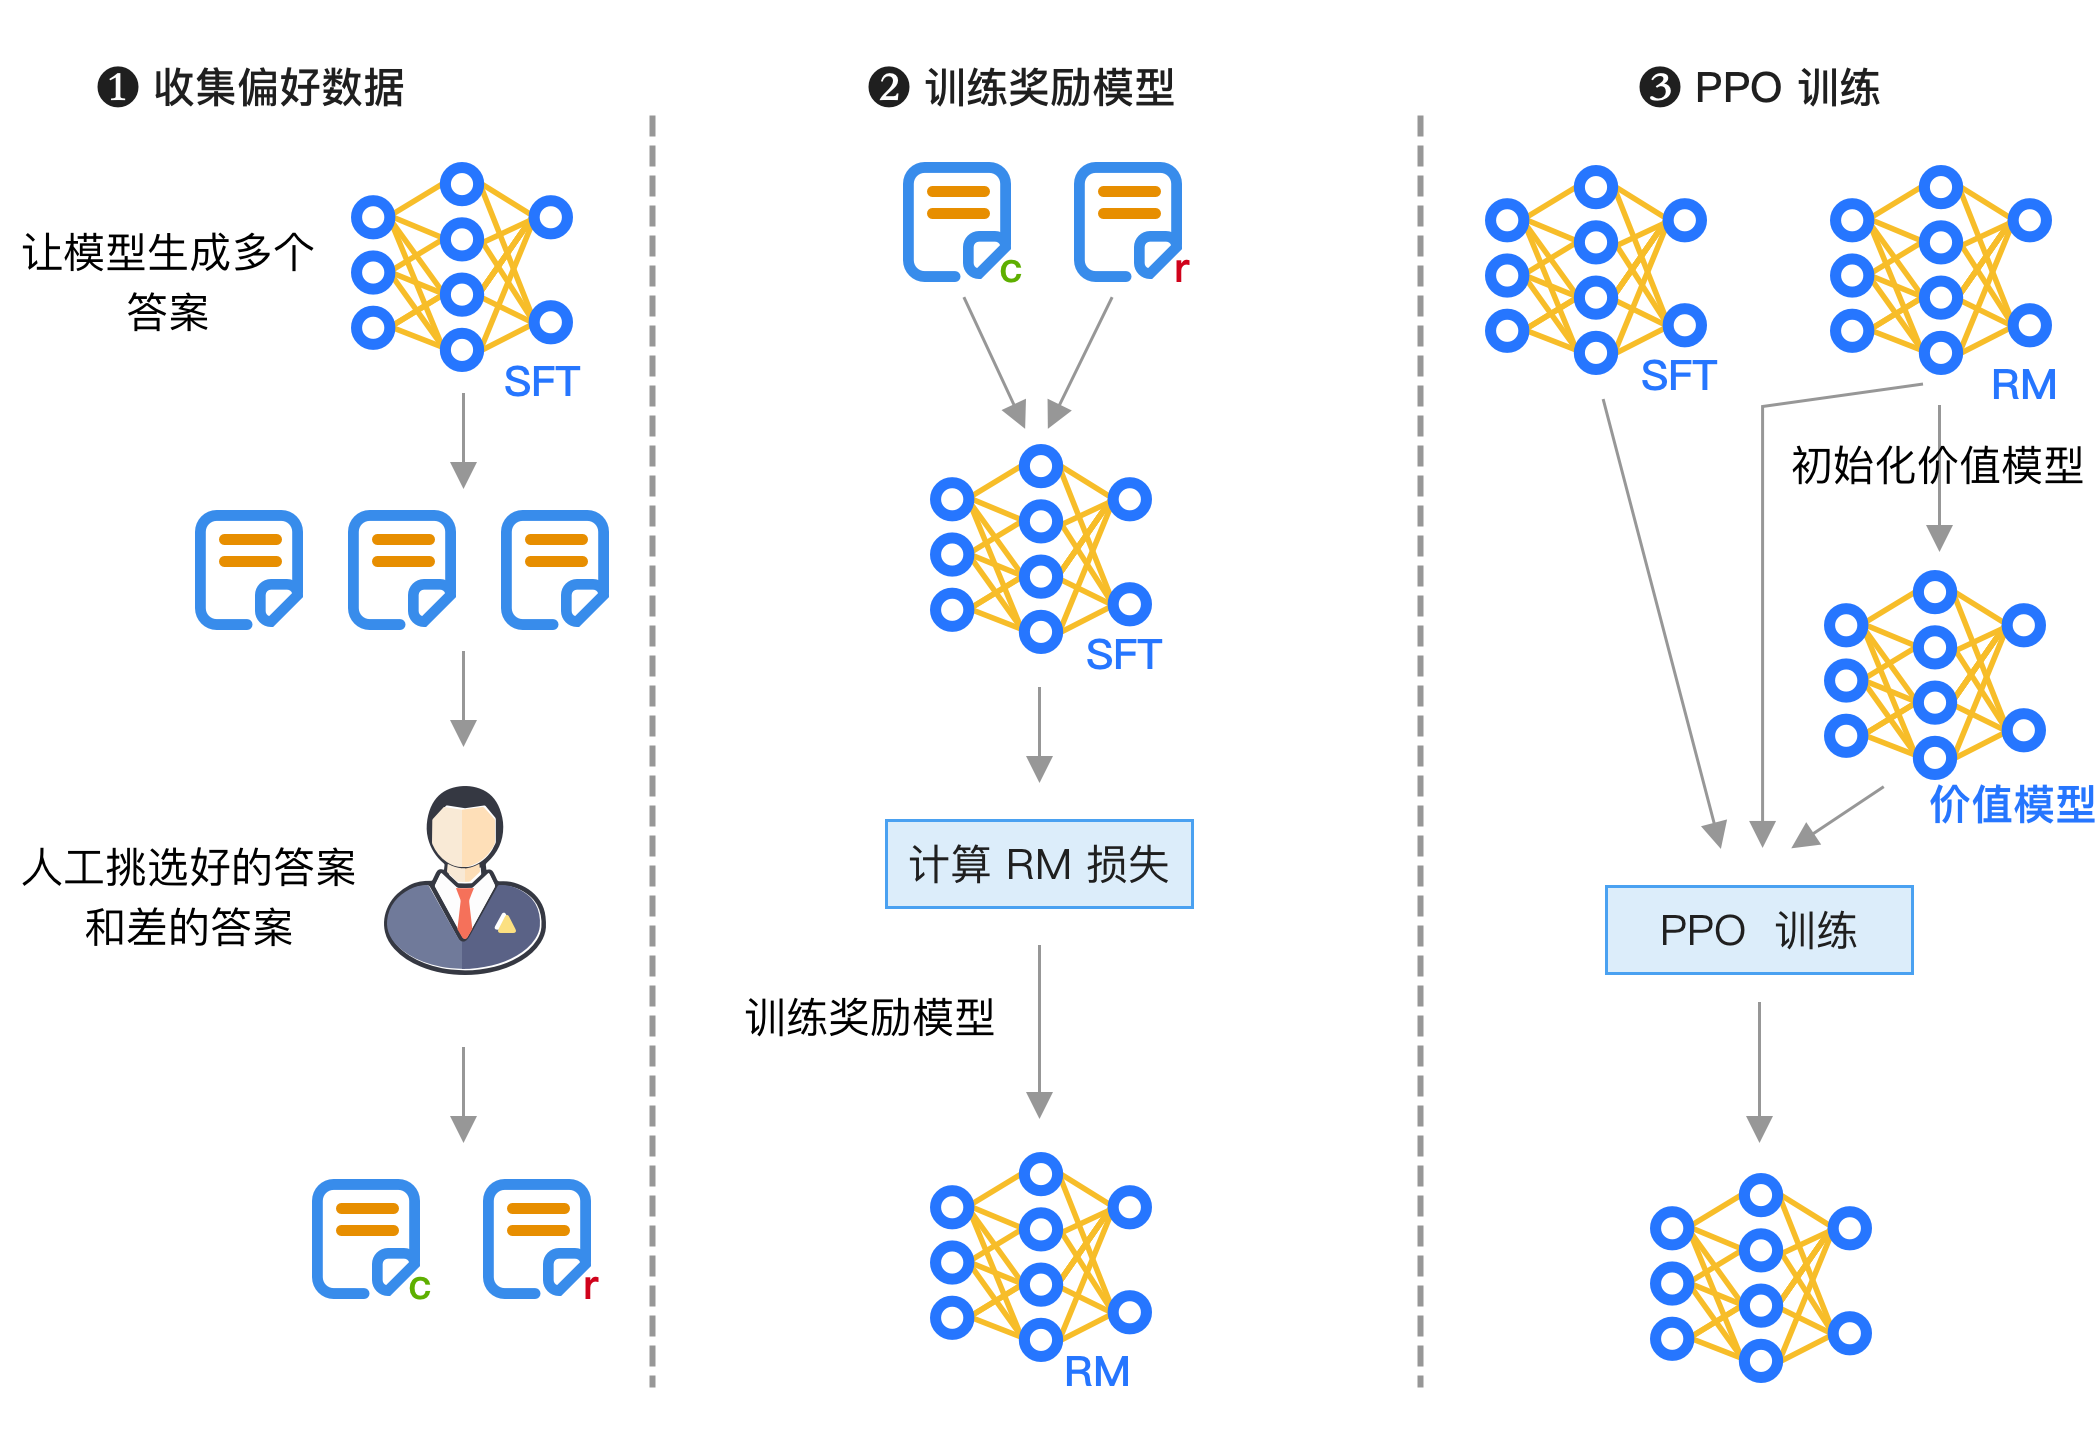 ❶ 收集偏好数据
让模型生成多个
答案
SFT
人工挑选好的答案
和差的答案
c
r
❷ 训练奖励模型
c
r
SFT
计算 RM 损失
训练奖励模型
RM
❸ PPO 训练
SFT
RM
初始化价值模型
价值模型
PPO 训练